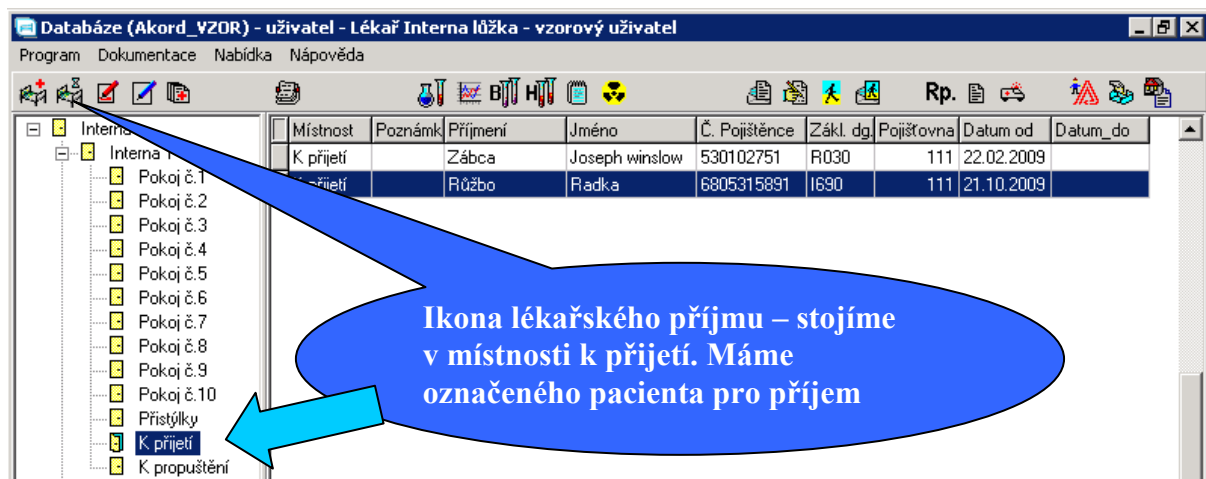 Databáze (Akord_VZOR) - uživatel - Lékař Interna lůžka - vzorový uživatel
Program Dokumentace Nabídka Nápověda
Rp.
Místnost Poznámk Příjmení Jméno Č. Pojištěnce Zákl. dg. Pojišťovna Datum od Datum_do
K přijetí Zábca Joseph winslow 530102751 R030 111 22.02.2009
přijetí Růžbo Radka 6805315891 I690 111 21.10.2009
Interna
Interna 1
Pokoj č.1
Pokoj č.2
Pokoj č.3
Pokoj č.4
Pokoj č.5
Pokoj č.6
Pokoj č.7
Pokoj č.8
Pokoj č.9
Pokoj č.10
Přistýlky
K přijetí
K propuštění
Ikona lékařského příjmu – stojíme
v místnosti k přijetí. Máme
označeného pacienta pro příjem